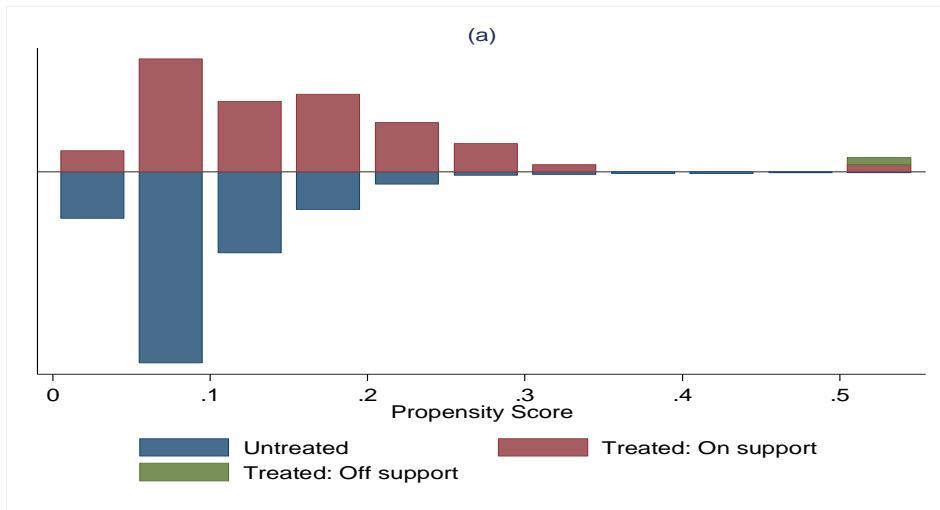 (a)
0 .1 .2 .3 .4 .5
Propensity Score
Untreated Treated: On support
Treated: Off support